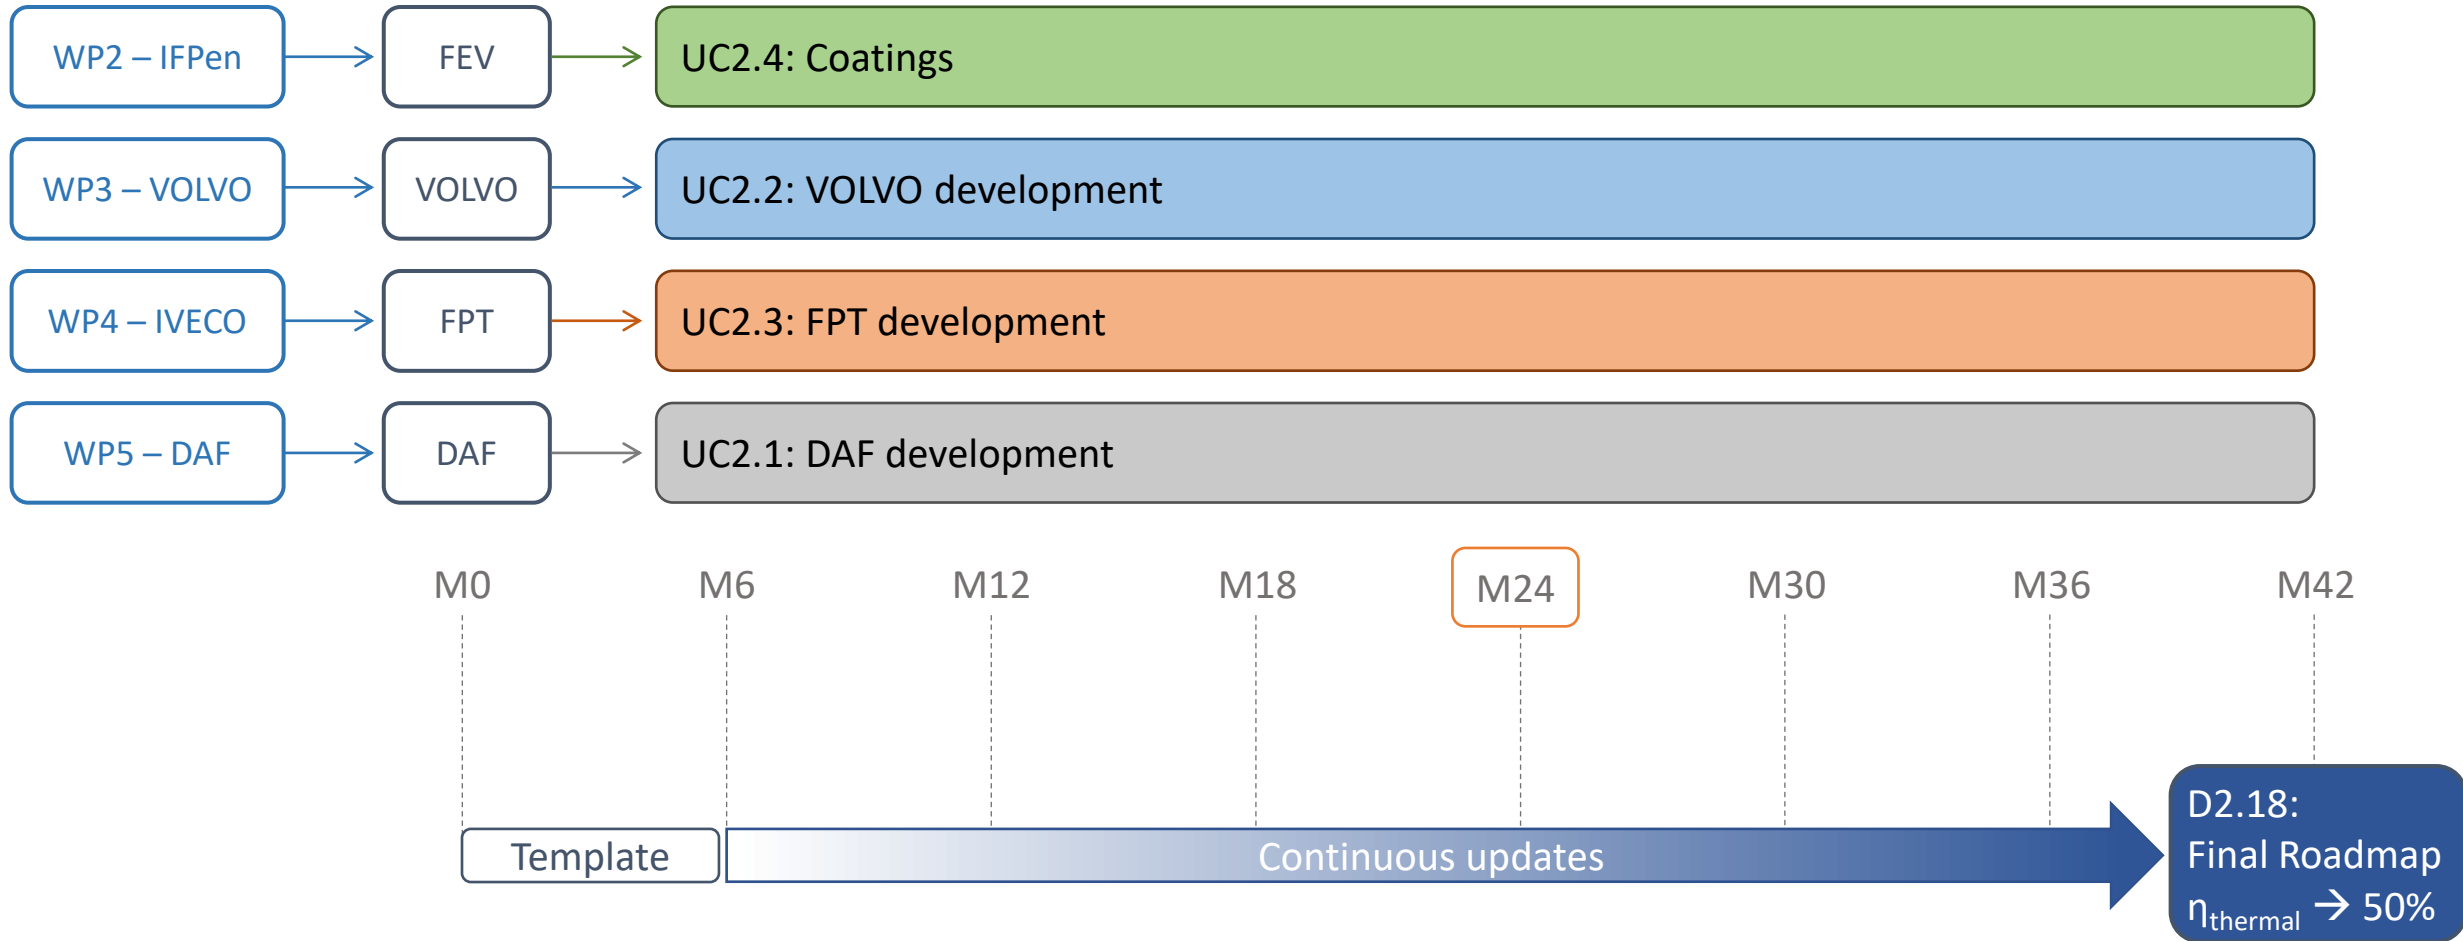 WP2 – IFPen
FEV
UC2.4: Coatings
WP3 – VOLVO
VOLVO
UC2.2: VOLVO development
WP4 – IVECO
FPT
UC2.3: FPT development
WP5 – DAF
DAF
UC2.1: DAF development
M0
M6
M12
M18
M24
M30
M36
M42
Template
Continuous updates
D2.18:
Final Roadmap
ηthermal → 50%